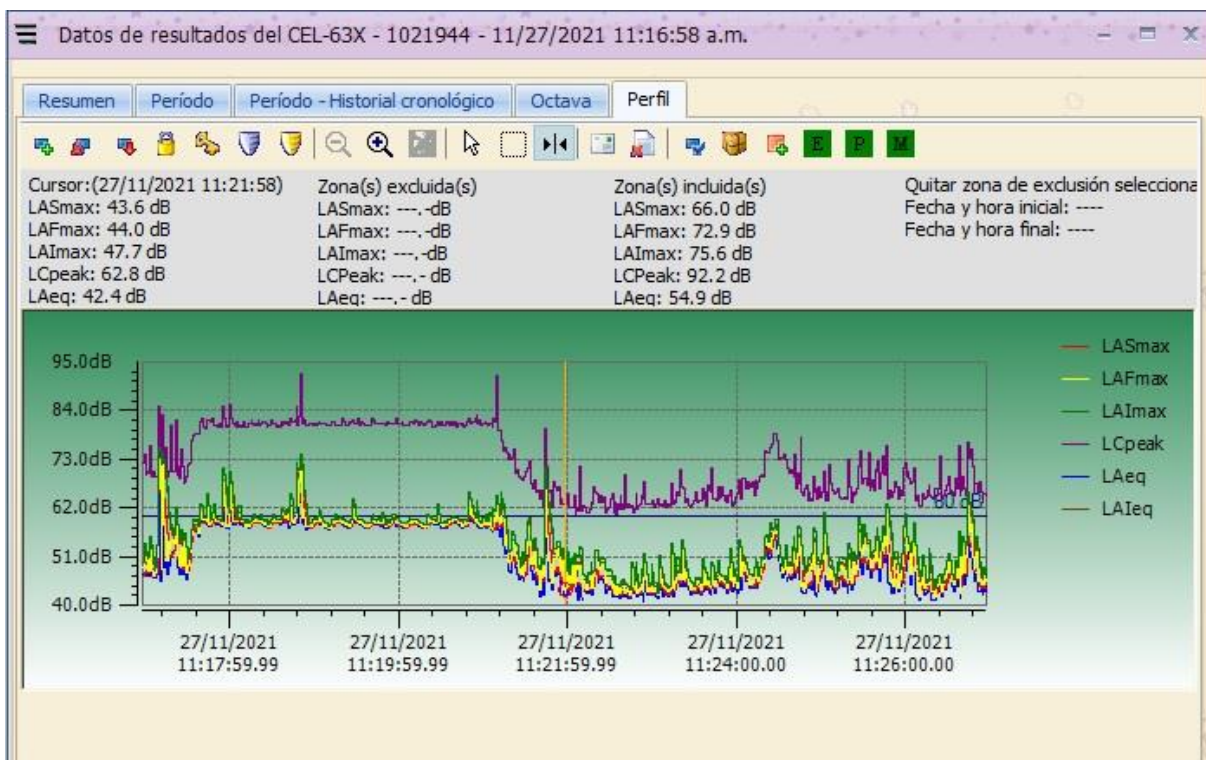 Datos de resultados del CEL-63X - 1021944 - 11/27/2021 11:16:58 a.m.
Resumen Período Período - Historial cronológico Octava Perfil
E P M
Cursor:(27/11/2021 11:21:58) Zona(s) excluida(s) Zona(s) incluida(s) Quitar zona de exclusión selecciona
LASmax: 43.6 dB LASmax: ---.-dB LASmax: 66.0 dB Fecha y hora inicial: ----
LAFmax: 44.0 dB LAFmax: ---.-dB LAFmax: 72.9 dB Fecha y hora final: ----
LAImax: 47.7 dB LAImax: ---.-dB LAImax: 75.6 dB
LCpeak: 62.8 dB LCPeak: ---.- dB LCPeak: 92.2 dB
LAeq: 42.4 dB LAeq: ---.- dB LAeq: 54.9 dB
95.0dB
84.0dB
73.0dB
62.0dB
51.0dB
40.0dB
60 dB
LASmax
LAFmax
LAImax
LCpeak
LAeq
LAIeq
27/11/2021 27/11/2021 27/11/2021 27/11/2021 27/11/2021
11:17:59.99 11:19:59.99 11:21:59.99 11:24:00.00 11:26:00.00